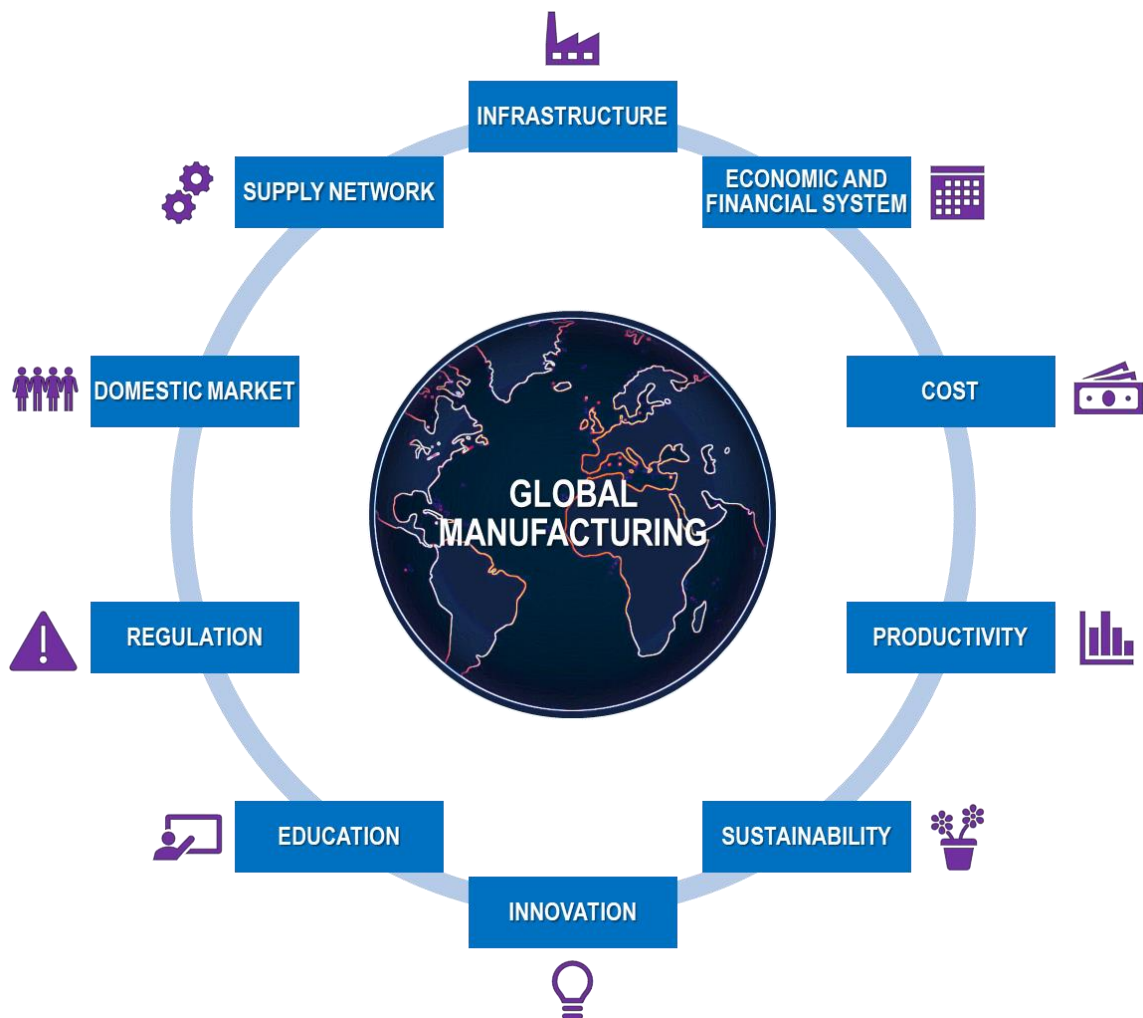 INFRASTRUCTURE
SUPPLY NETWORK
ECONOMIC AND
FINANCIAL SYSTEM
DOMESTIC MARKET
COST
GLOBAL
MANUFACTURING
REGULATION
PRODUCTIVITY
EDUCATION
SUSTAINABILITY
INNOVATION